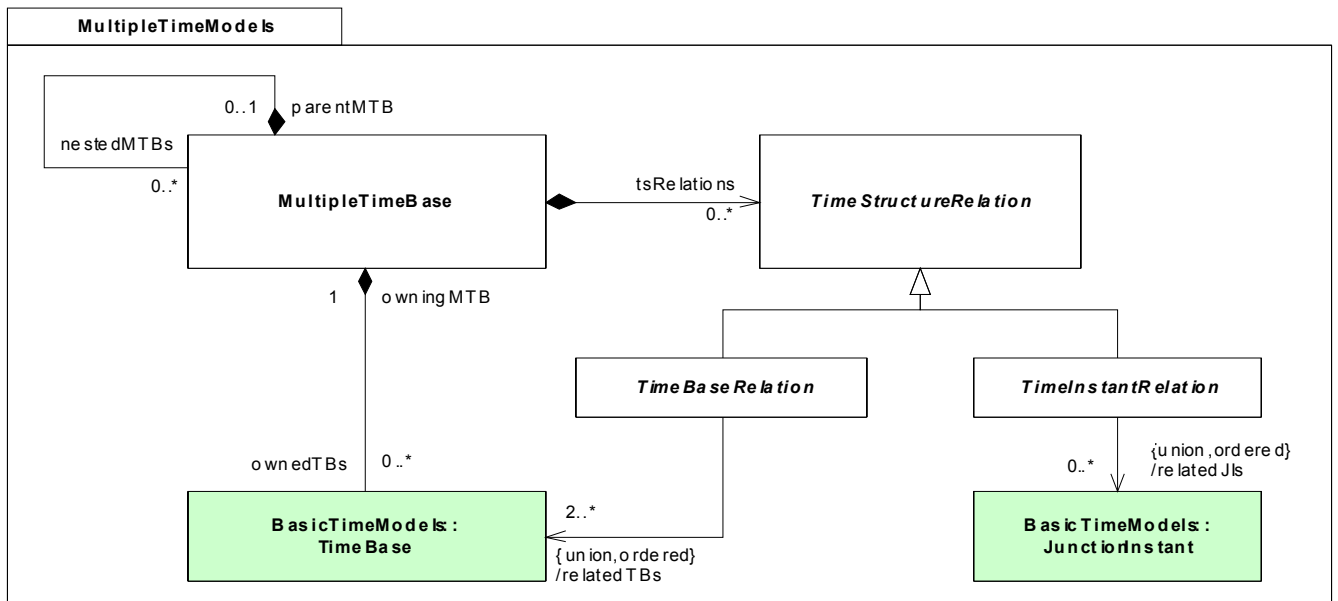 MultipleTimeModels
0..1 parentMTB
nestedMTBs
0..*
MultipleTimeBase
tsRelations
0..*
TimeStructureRelation
1 owningMTB
TimeBaseRelation
TimeInstantRelation
ownedTBs 0..*
{union,ordered}
0..* /relatedJIs
BasicTimeModels::
TimeBase
2..*
{union,ordered}
/relatedTBs
BasicTimeModels::
JunctionInstant